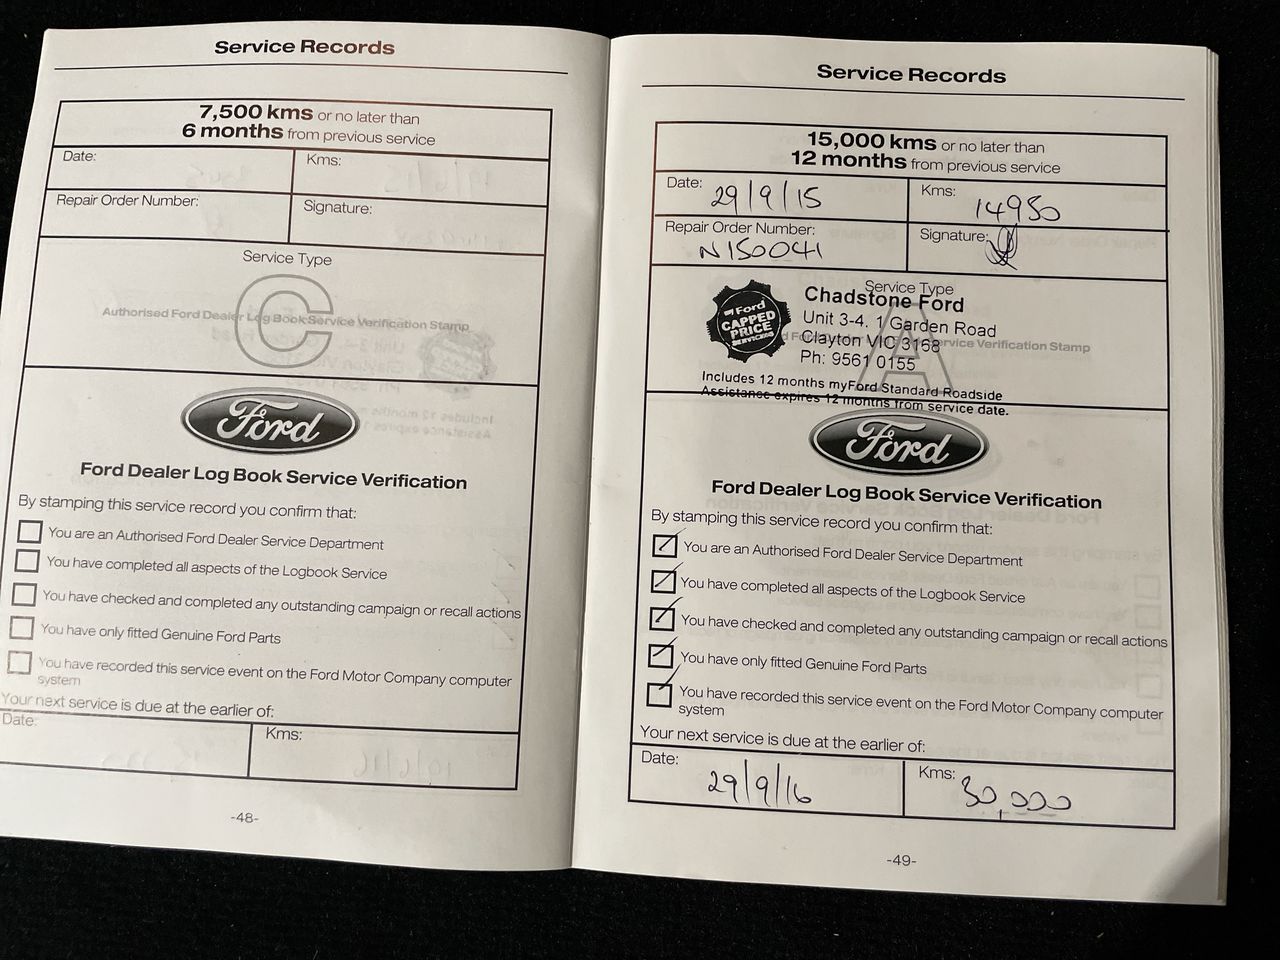 Service Records
7,500 kms or no later than
6 months from previous service
Date:
Kms:
Repair Order Number:
Signature:
Service Type
C
Authorised Ford Dealer Log Book Service Verification Stamp
Ford
Ford Dealer Log Book Service Verification
By stamping this service record you confirm that:
You are an Authorised Ford Dealer Service Department
You have completed all aspects of the Logbook Service
You have checked and completed any outstanding campaign or recall actions
You have only fitted Genuine Ford Parts
You have recorded this service event on the Ford Motor Company computer
system
Your next service is due at the earlier of:
Date:
Kms:
-48-
Service Records
15,000 kms or no later than
12 months from previous service
Date: 29/9/15
Kms: 14950
Repair Order Number:
N150041
Signature:
Service Type
A
Ford
CAPPED
PRICE
SERVICING
Chadstone Ford
Unit 3-4, 1 Garden Road
Clayton VIC 3168
Ph: 9561 0155
Service Verification Stamp
Includes 12 months myFord Standard Roadside
Assistance expires 12 months from service date.
Ford
Ford Dealer Log Book Service Verification
By stamping this service record you confirm that:
You are an Authorised Ford Dealer Service Department
You have completed all aspects of the Logbook Service
You have checked and completed any outstanding campaign or recall actions
You have only fitted Genuine Ford Parts
You have recorded this service event on the Ford Motor Company computer
system
Your next service is due at the earlier of:
Date: 29/9/16
Kms: 30,000
-49-